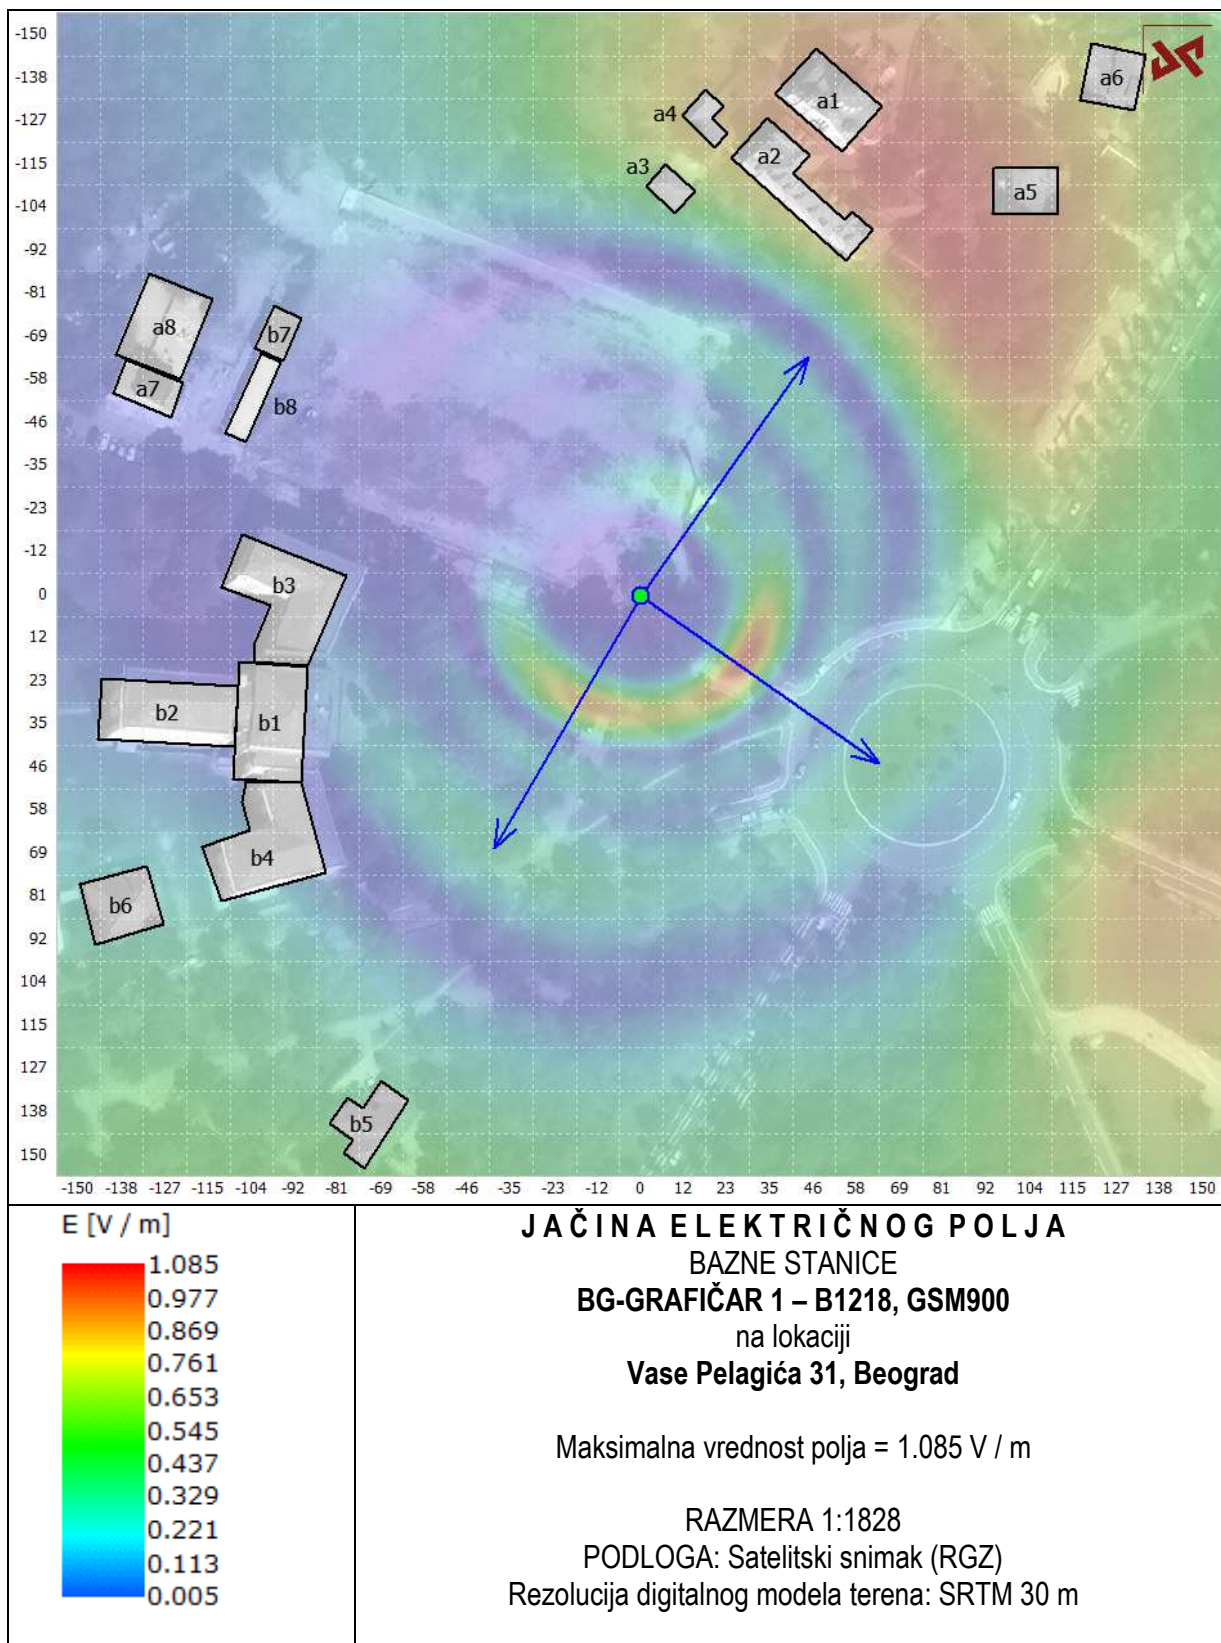 -150
-138
-127
-115
-104
-92
-81
-69
-58
-46
-35
-23
-12
0
12
23
35
46
58
69
81
92
104
115
127
138
150
a1
a2
a3
a4
a5
a6
a7
a8
b7
b8
b3
b2
b1
b4
b6
b5
-150 -138 -127 -115 -104 -92 -81 -69 -58 -46 -35 -23 -12 0 12 23 35 46 58 69 81 92 104 115 127 138 150
E [V / m]
1.085
0.977
0.869
0.761
0.653
0.545
0.437
0.329
0.221
0.113
0.005
JAČINA ELEKTRIČNOG POLJA
BAZNE STANICE
BG-GRAFIČAR 1 – B1218, GSM900
na lokaciji
Vase Pelagića 31, Beograd
Maksimalna vrednost polja = 1.085 V / m
RAZMERA 1:1828
PODLOGA: Satelitski snimak (RGZ)
Rezolucija digitalnog modela terena: SRTM 30 m